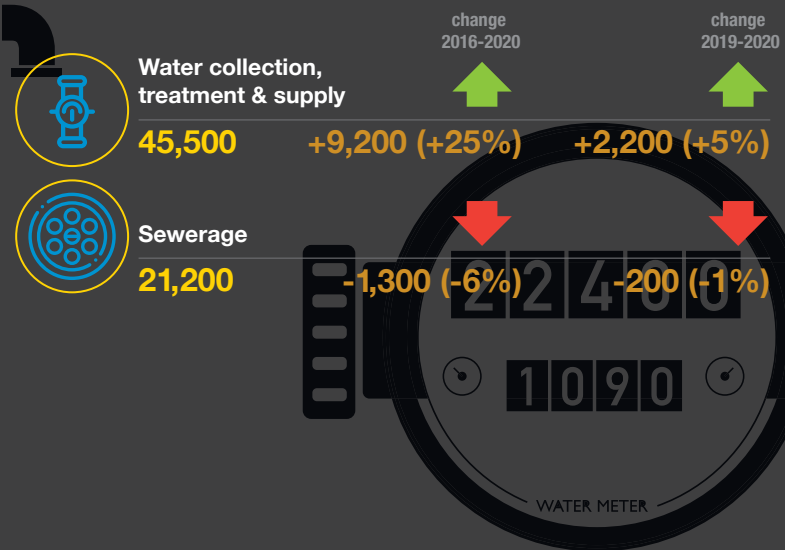 change
2016-2020
change
2019-2020
Water collection,
treatment & supply
45,500
+9,200 (+25%)
+2,200 (+5%)
Sewerage
21,200
-1,300 (-6%)
-200 (-1%)
22400
1090
WATER METER